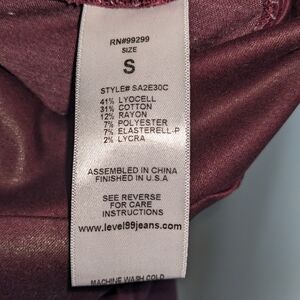 RN#99299
SIZE
S
STYLE# SA2E30C
41% LYOCELL
31% COTTON
12% RAYON
7% POLYESTER
7% ELASTERELL-P
2% LYCRA
ASSEMBLED IN CHINA
FINISHED IN U.S.A
SEE REVERSE
FOR CARE
INSTRUCTIONS
www.level99jeans.com
MACHINE WASH COLD